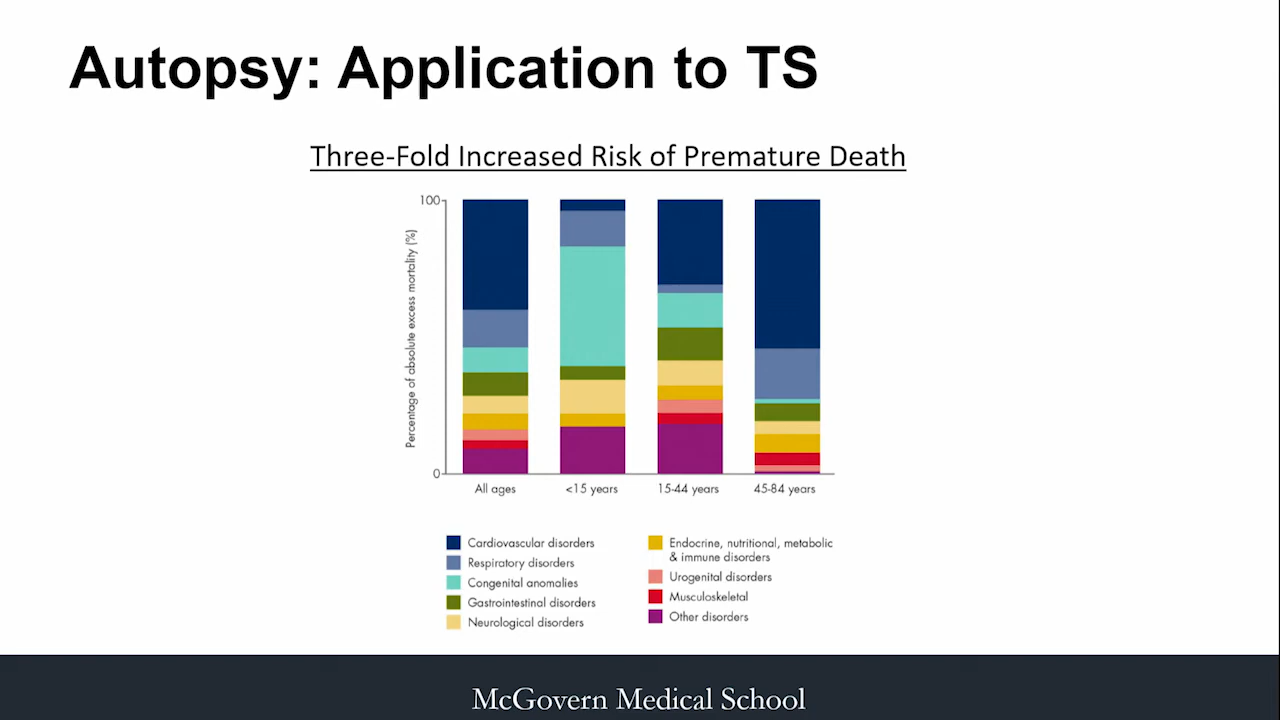 Autopsy: Application to TS
Three-Fold Increased Risk of Premature Death
Percentage of absolute excess mortality (%)
100
0
All ages
<15 years
15-44 years
45-84 years
Cardiovascular disorders
Respiratory disorders
Congenital anomalies
Gastrointestinal disorders
Neurological disorders
Endocrine, nutritional, metabolic
& immune disorders
Urogenital disorders
Musculoskeletal
Other disorders
McGovern Medical School